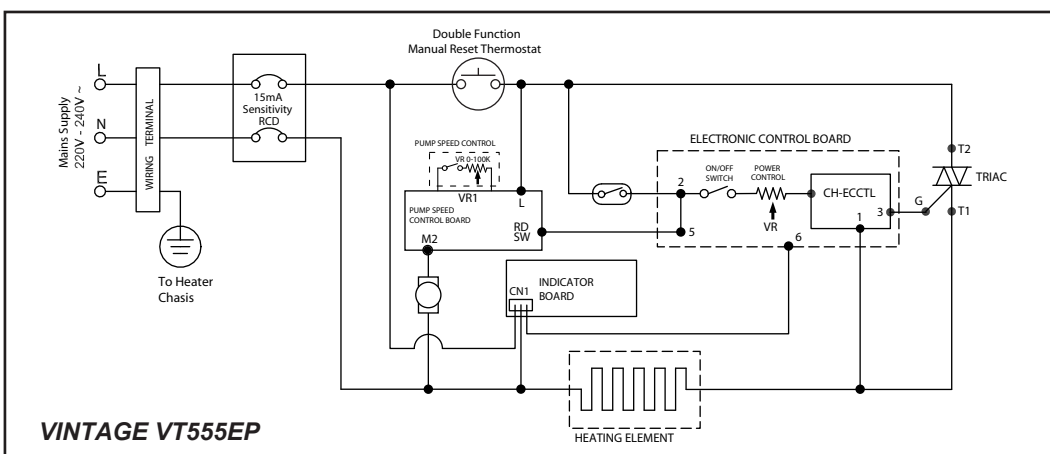 Double Function
Manual Reset Thermostat
L
N
E
Mains Supply
220V - 240V ~
WIRING TERMINAL
15mA
Sensitivity
RCD
To Heater
Chasis
PUMP SPEED CONTROL
VR 0-100K
VR1
L
PUMP SPEED
CONTROL BOARD
RD
SW
M2
CN1
INDICATOR
BOARD
ELECTRONIC CONTROL BOARD
2
ON/OFF
SWITCH
POWER
CONTROL
VR
CH-ECCTL
3
1
5
6
G
T2
TRIAC
T1
HEATING ELEMENT
VINTAGE VT555EP